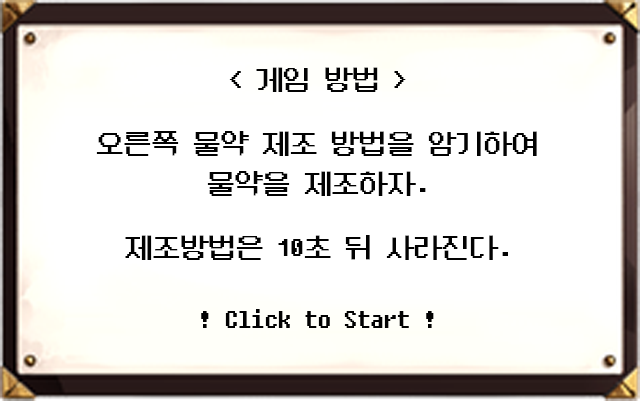 < 게임 방법 >
오른쪽 물약 제조 방법을 암기하여
물약을 제조하자.
제조방법은 10초 뒤 사라진다.
! Click to Start !